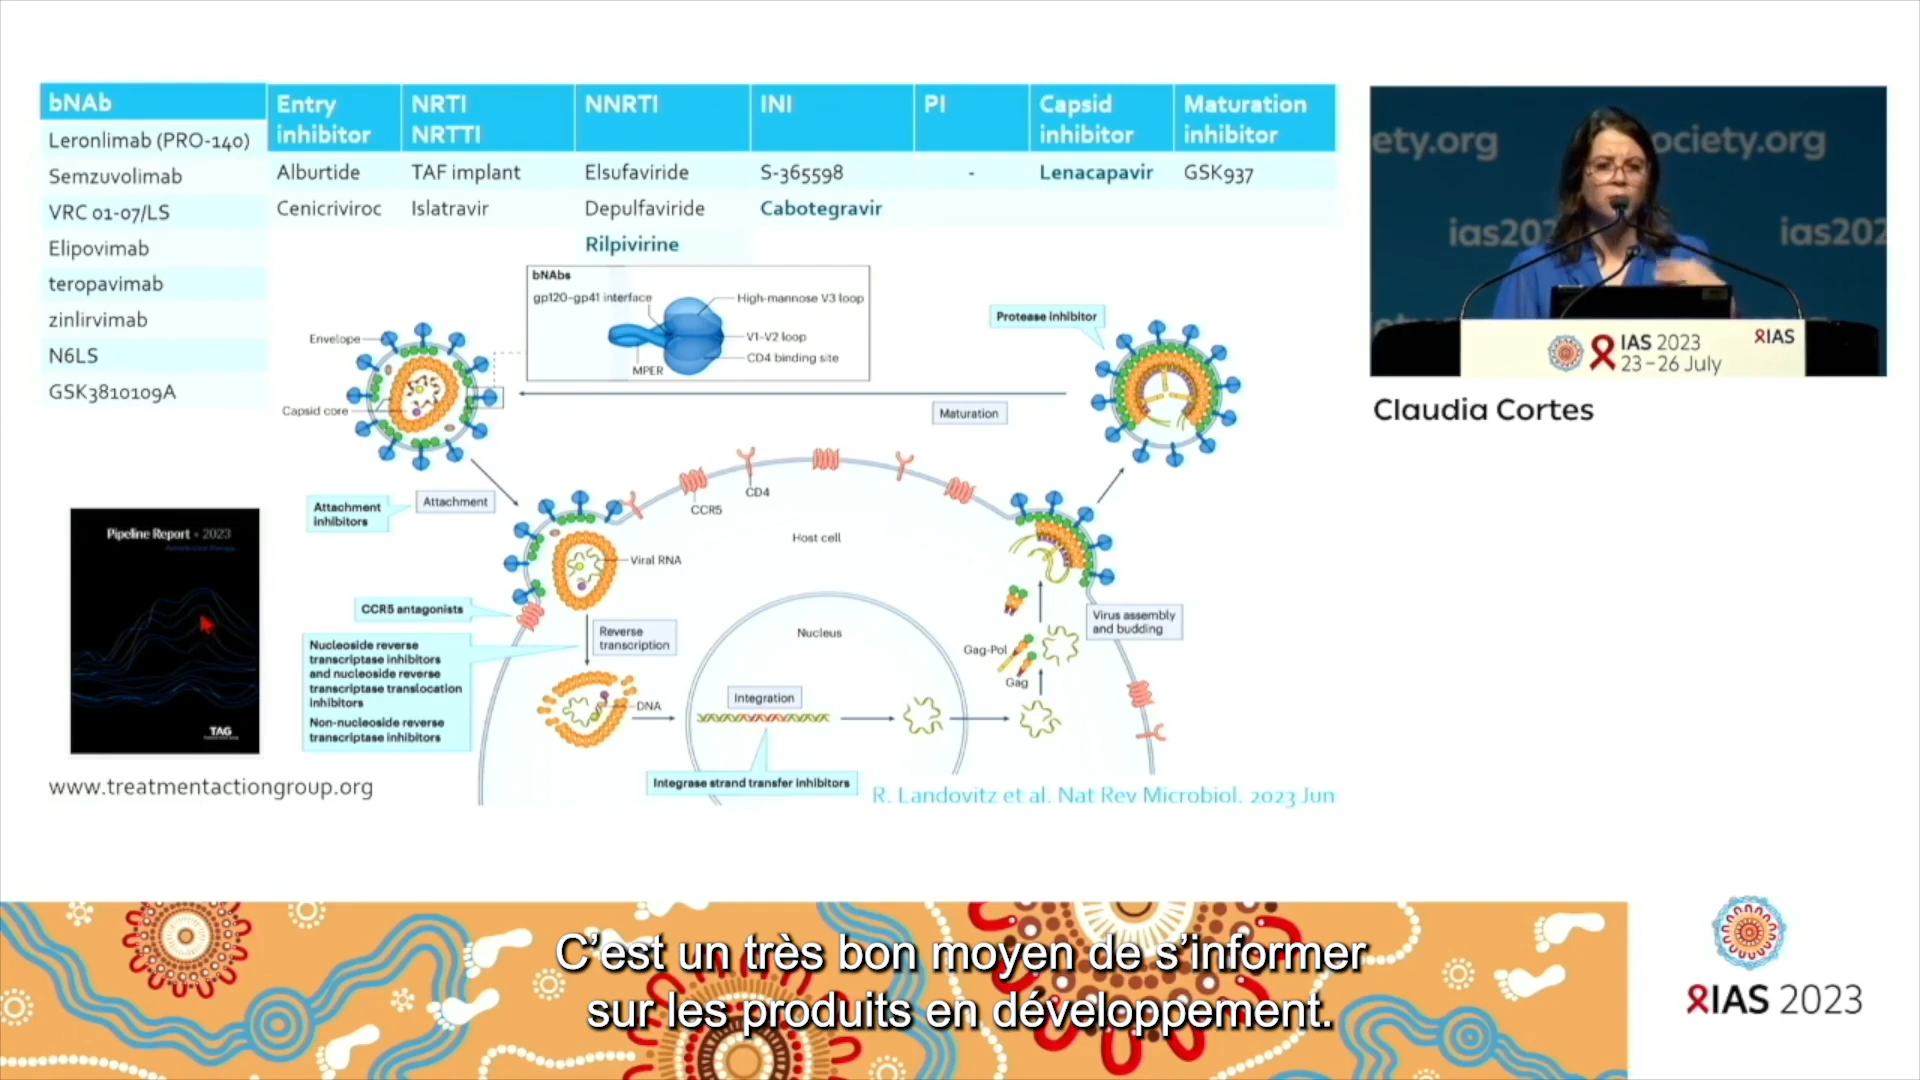 bNAb
Leronlimab (PRO-140)
Semzuvolimab
VRC 01-07/LS
Elipovimab
teropavimab
zinlirvimab
N6LS
GSK3810109A
Entry
inhibitor
Alburtide
Cenicriviroc
NRTI
NRTTI
TAF implant
Islatravir
NNRTI
Elsufaviride
Depulfaviride
Rilpivirine
INI
S-365598
Cabotegravir
PI
-
Capsid
inhibitor
Lenacapavir
Maturation
inhibitor
GSK937
bNAbs
gp120-gp41 interface
High-mannose V3 loop
V1-V2 loop
CD4 binding site
MPER
Envelope
Capsid core
Protease inhibitor
Maturation
Attachment
inhibitors
Attachment
CD4
CCR5
Host cell
Viral RNA
CCR5 antagonists
Reverse
transcription
Nucleoside reverse
transcriptase inhibitors
and nucleoside reverse
transcriptase translocation
inhibitors
Non-nucleoside reverse
transcriptase inhibitors
DNA
Nucleus
Integration
Integrase strand transfer inhibitors
Gag-Pol
Gag
Virus assembly
and budding
Pipeline Report • 2023
TAG
www.treatmentactiongroup.org
R. Landovitz et al. Nat Rev Microbiol. 2023 Jun
ety.org
ociety.org
ias202
ias202
IAS 2023
23–26 July
IAS
Claudia Cortes
C’est un très bon moyen de s’informer
sur les produits en développement.
IAS 2023